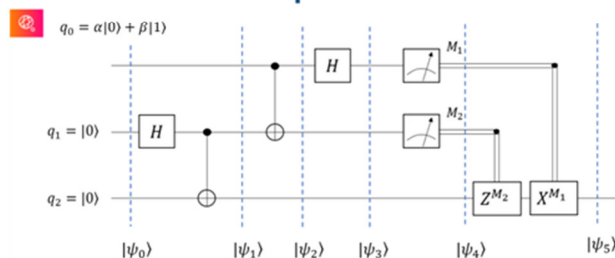 q₀ = α|0⟩ + β|1⟩
H
M₁
M₂
q₁ = |0⟩
H
q₂ = |0⟩
Z^{M₂}
X^{M₁}
|ψ₀⟩
|ψ₁⟩
|ψ₂⟩
|ψ₃⟩
|ψ₄⟩
|ψ₅⟩